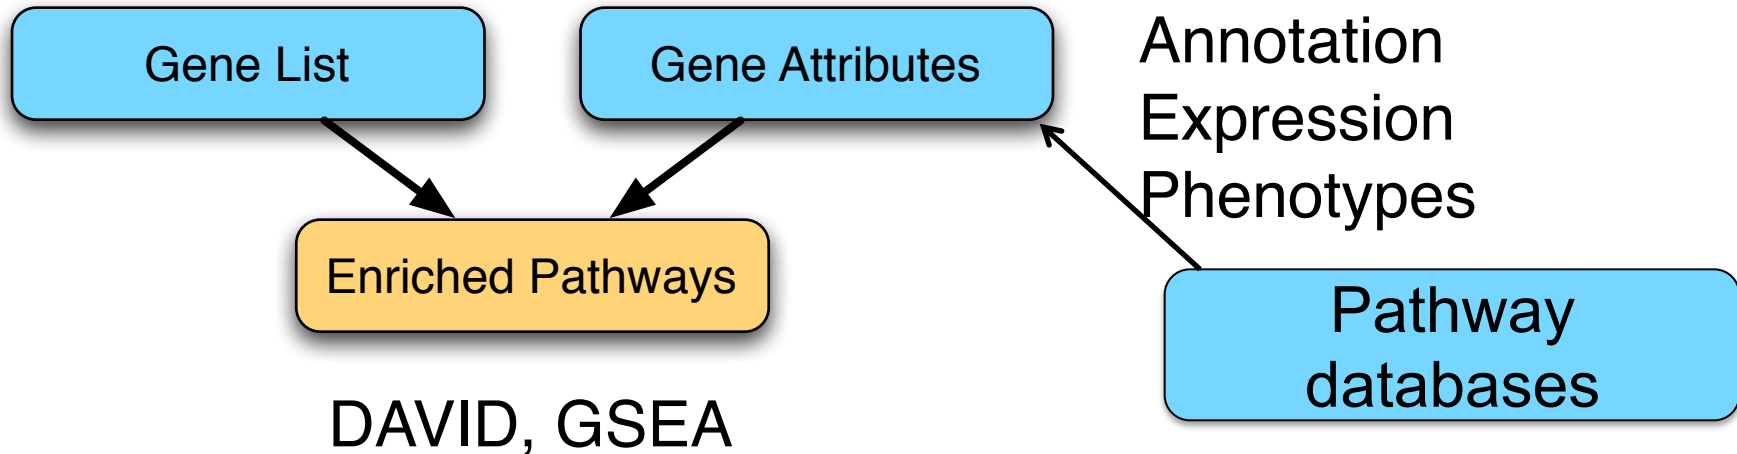 Gene List
Gene Attributes
Annotation
Expression
Phenotypes
Enriched Pathways
Pathway
databases
DAVID, GSEA